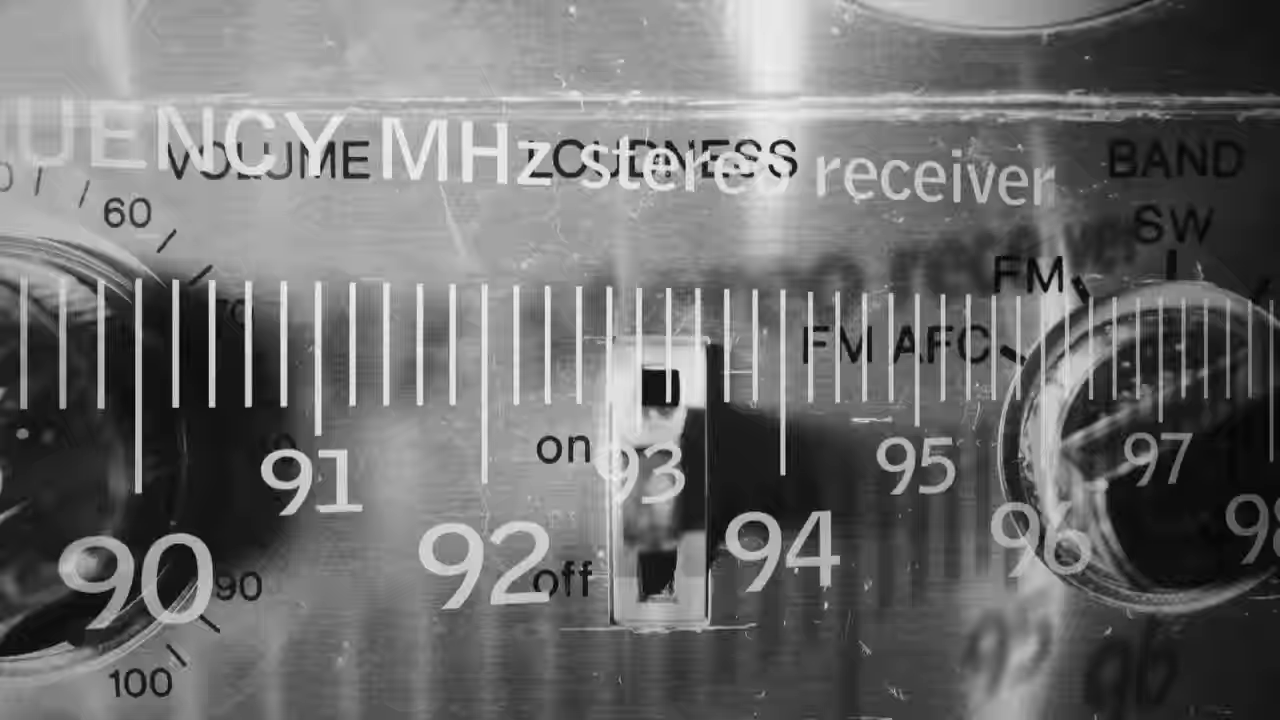 UENCY MHz stereo receiver
VOLUME LOUDNESS BAND
SW
60
FM
70
FM AFC
on
91 93 95 97
90 92 94 96
off
90
100